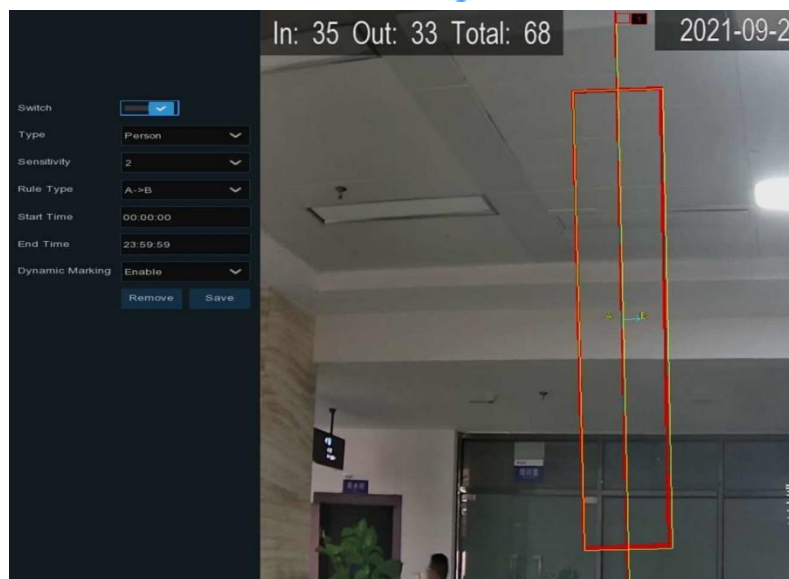 In: 35 Out: 33 Total: 68
2021-09-2
Switch
Type
Person
Sensitivity
2
Rule Type
A->B
Start Time
00:00:00
End Time
23:59:59
Dynamic Marking
Enable
Remove
Save
A
B